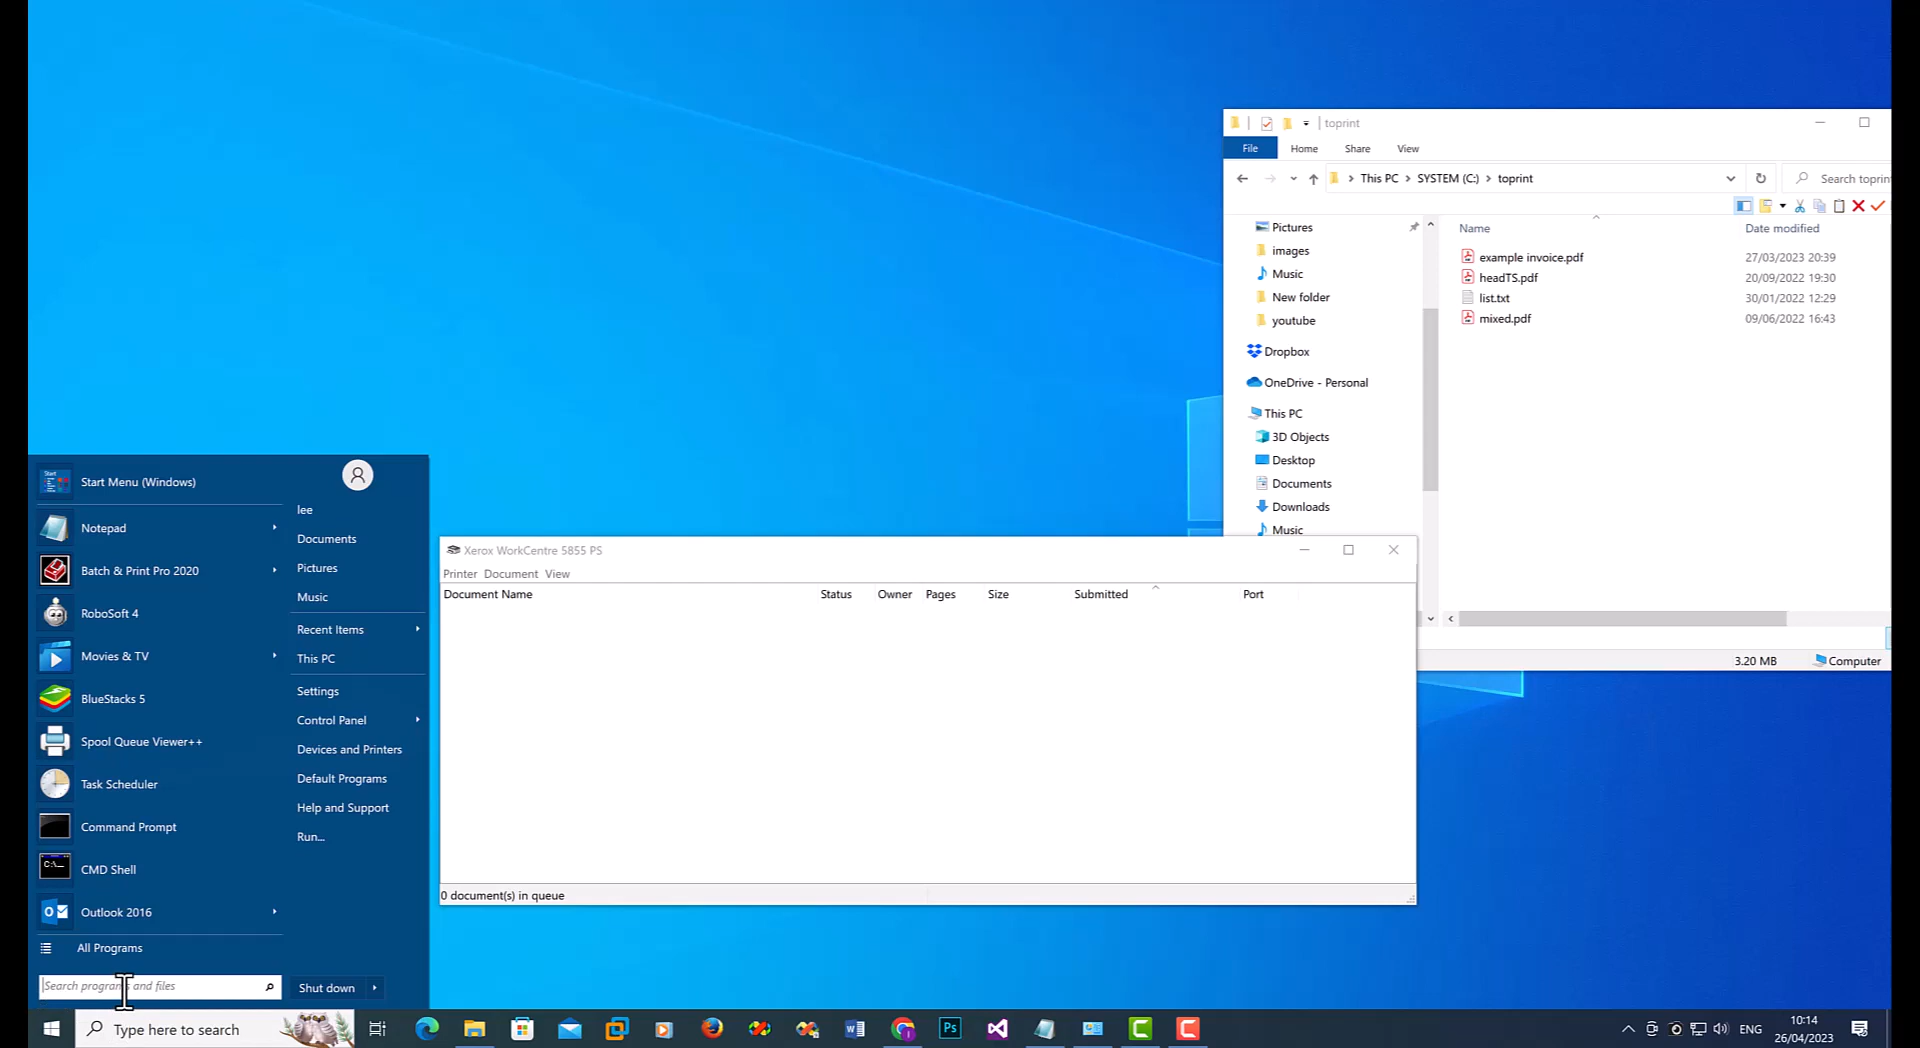 toprint
File Home Share View
This PC SYSTEM (C:) toprint
Search toprin
Name Date modified
Pictures
images
Music
New folder
youtube
Dropbox
OneDrive - Personal
This PC
3D Objects
Desktop
Documents
Downloads
Music
example invoice.pdf 27/03/2023 20:39
headTS.pdf 20/09/2022 19:30
list.txt 30/01/2022 12:29
mixed.pdf 09/06/2022 16:43
3.20 MB Computer
Start Menu (Windows)
Notepad
Batch & Print Pro 2020
RoboSoft 4
Movies & TV
BlueStacks 5
Spool Queue Viewer++
Task Scheduler
Command Prompt
CMD Shell
Outlook 2016
All Programs
Search programs and files
lee
Documents
Pictures
Music
Recent Items
This PC
Settings
Control Panel
Devices and Printers
Default Programs
Help and Support
Run...
Shut down
Xerox WorkCentre 5855 PS
Printer Document View
Document Name Status Owner Pages Size Submitted Port
0 document(s) in queue
Type here to search
Ps
ENG
10:14
26/04/2023